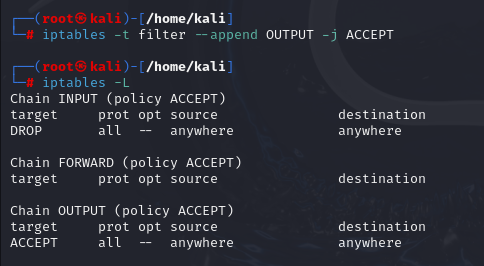 ┌──(root㉿kali)-[/home/kali]
└─# iptables -t filter --append OUTPUT -j ACCEPT
┌──(root㉿kali)-[/home/kali]
└─# iptables -L
Chain INPUT (policy ACCEPT)
target     prot opt source               destination
DROP       all  --  anywhere             anywhere
Chain FORWARD (policy ACCEPT)
target     prot opt source               destination
Chain OUTPUT (policy ACCEPT)
target     prot opt source               destination
ACCEPT     all  --  anywhere             anywhere